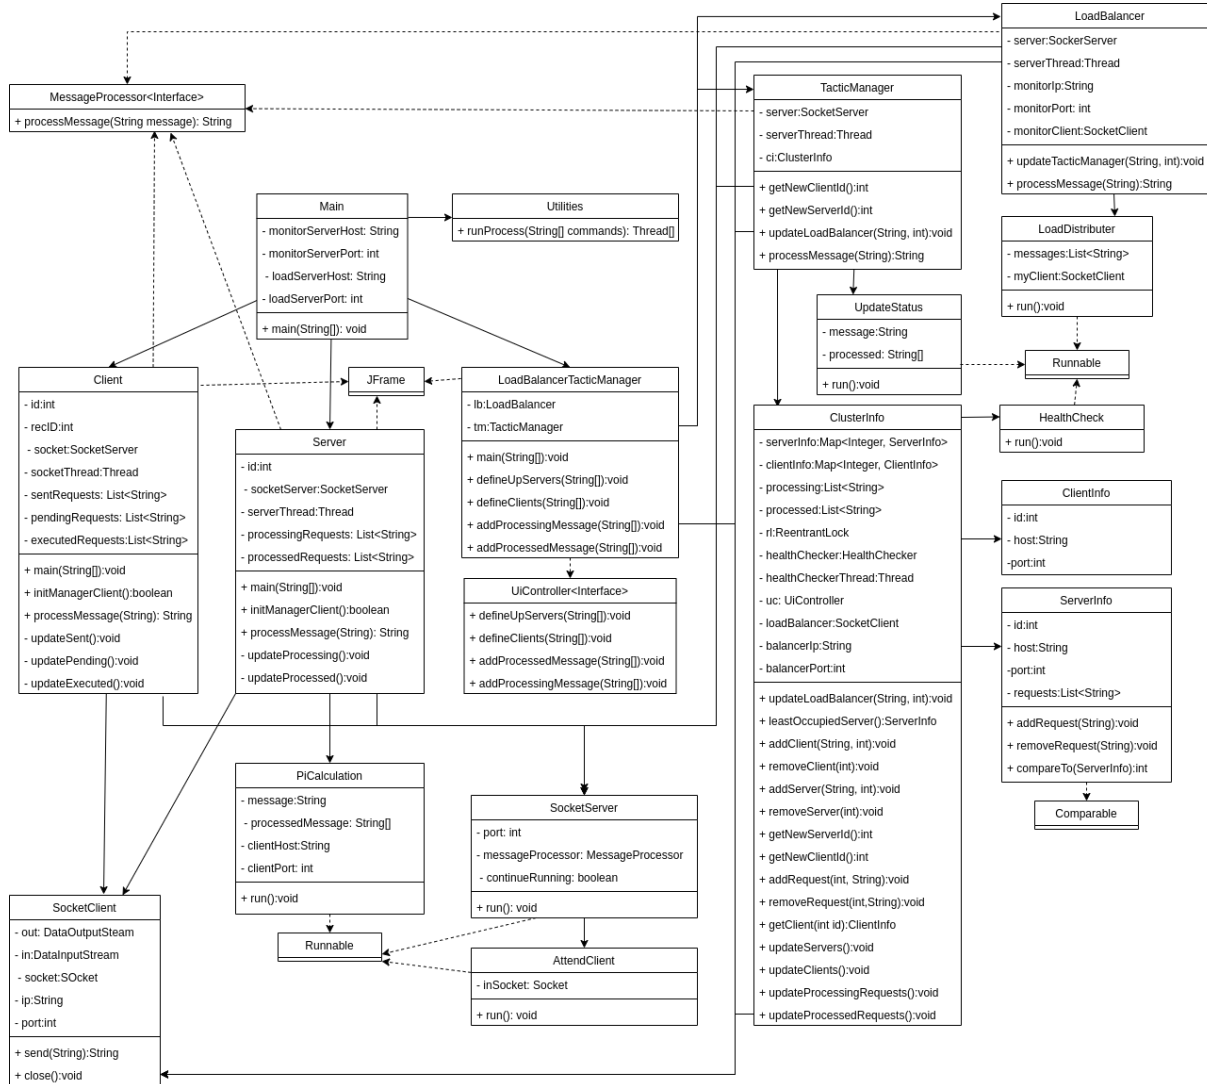 LoadBalancer
- server:SockerServer
- serverThread:Thread
- monitorIp:String
- monitorPort: int
- monitorClient:SocketClient
+ updateTacticManager(String, int):void
+ processMessage(String):String
MessageProcessor<Interface>
+ processMessage(String message): String
TacticManager
- server:SocketServer
- serverThread:Thread
- ci:ClusterInfo
+ getNewClientId():int
+ getNewServerId():int
+ updateLoadBalancer(String, int):void
+ processMessage(String):String
Main
- monitorServerHost: String
- monitorServerPort: int
- loadServerHost: String
- loadServerPort: int
+ main(String[]): void
Utilities
+ runProcess(String[] commands): Thread[]
LoadDistributer
- messages:List<String>
- myClient:SocketClient
+ run():void
UpdateStatus
- message:String
- processed: String[]
+ run():void
Runnable
Client
- id:int
- recID:int
- socket:SocketServer
- socketThread:Thread
- sentRequests: List<String>
- pendingRequests: List<String>
- executedRequests:List<String>
+ main(String[]):void
+ initManagerClient():boolean
+ processMessage(String): String
- updateSent():void
- updatePending():void
- updateExecuted():void
JFrame
LoadBalancerTacticManager
- lb:LoadBalancer
- tm:TacticManager
+ main(String[]):void
+ defineUpServers(String[]):void
+ defineClients(String[]):void
+ addProcessingMessage(String[]):void
+ addProcessedMessage(String[]):void
Server
- id:int
- socketServer:SocketServer
- serverThread:Thread
- processingRequests: List<String>
- processedRequests: List<String>
+ main(String[]):void
+ initManagerClient():boolean
+ processMessage(String): String
- updateProcessing():void
- updateProcessed():void
UiController<Interface>
+ defineUpServers(String[]):void
+ defineClients(String[]):void
+ addProcessedMessage(String[]):void
+ addProcessingMessage(String[]):void
ClusterInfo
- serverInfo:Map<Integer, ServerInfo>
- clientInfo:Map<Integer, ClientInfo>
- processing:List<String>
- processed:List<String>
- rl:ReentrantLock
- healthChecker:HealthChecker
- healthCheckerThread:Thread
- uc: UiController
- loadBalancer:SocketClient
- balancerIp:String
- balancerPort:int
+ updateLoadBalancer(String, int):void
+ leastOccupiedServer():ServerInfo
+ addClient(String, int):void
+ removeClient(int):void
+ addServer(String, int):void
+ removeServer(int):void
+ getNewServerId():int
+ getNewClientId():int
+ addRequest(int, String):void
+ removeRequest(int,String):void
+ getClient(int id):ClientInfo
+ updateServers():void
+ updateClients():void
+ updateProcessingRequests():void
+ updateProcessedRequests():void
HealthCheck
+ run():void
ClientInfo
- id:int
- host:String
-port:int
ServerInfo
- id:int
- host:String
-port:int
- requests:List<String>
+ addRequest(String):void
+ removeRequest(String):void
+ compareTo(ServerInfo):int
Comparable
PiCalculation
- message:String
- processedMessage: String[]
- clientHost:String
- clientPort: int
+ run():void
Runnable
SocketServer
- port: int
- messageProcessor: MessageProcessor
- continueRunning: boolean
+ run(): void
AttendClient
- inSocket: Socket
+ run(): void
SocketClient
- out: DataOutputSteam
- in:DataInputStream
- socket:SOcket
- ip:String
- port:int
+ send(String):String
+ close():void